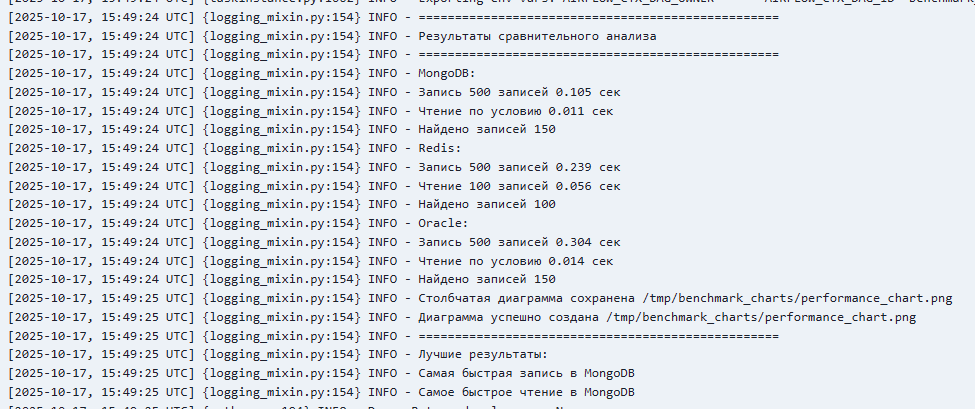 [2025-10-17, 15:49:24 UTC] {logging_mixin.py:154} INFO - ================================================
[2025-10-17, 15:49:24 UTC] {logging_mixin.py:154} INFO - Результаты сравнительного анализа
[2025-10-17, 15:49:24 UTC] {logging_mixin.py:154} INFO - ================================================
[2025-10-17, 15:49:24 UTC] {logging_mixin.py:154} INFO - MongoDB:
[2025-10-17, 15:49:24 UTC] {logging_mixin.py:154} INFO - Запись 500 записей 0.105 сек
[2025-10-17, 15:49:24 UTC] {logging_mixin.py:154} INFO - Чтение по условию 0.011 сек
[2025-10-17, 15:49:24 UTC] {logging_mixin.py:154} INFO - Найдено записей 150
[2025-10-17, 15:49:24 UTC] {logging_mixin.py:154} INFO - Redis:
[2025-10-17, 15:49:24 UTC] {logging_mixin.py:154} INFO - Запись 500 записей 0.239 сек
[2025-10-17, 15:49:24 UTC] {logging_mixin.py:154} INFO - Чтение 100 записей 0.056 сек
[2025-10-17, 15:49:24 UTC] {logging_mixin.py:154} INFO - Найдено записей 100
[2025-10-17, 15:49:24 UTC] {logging_mixin.py:154} INFO - Oracle:
[2025-10-17, 15:49:24 UTC] {logging_mixin.py:154} INFO - Запись 500 записей 0.304 сек
[2025-10-17, 15:49:24 UTC] {logging_mixin.py:154} INFO - Чтение по условию 0.014 сек
[2025-10-17, 15:49:24 UTC] {logging_mixin.py:154} INFO - Найдено записей 150
[2025-10-17, 15:49:25 UTC] {logging_mixin.py:154} INFO - Столбчатая диаграмма сохранена /tmp/benchmark_charts/performance_chart.png
[2025-10-17, 15:49:25 UTC] {logging_mixin.py:154} INFO - Диаграмма успешно создана /tmp/benchmark_charts/performance_chart.png
[2025-10-17, 15:49:25 UTC] {logging_mixin.py:154} INFO - ================================================
[2025-10-17, 15:49:25 UTC] {logging_mixin.py:154} INFO - Лучшие результаты:
[2025-10-17, 15:49:25 UTC] {logging_mixin.py:154} INFO - Самая быстрая запись в MongoDB
[2025-10-17, 15:49:25 UTC] {logging_mixin.py:154} INFO - Самое быстрое чтение в MongoDB